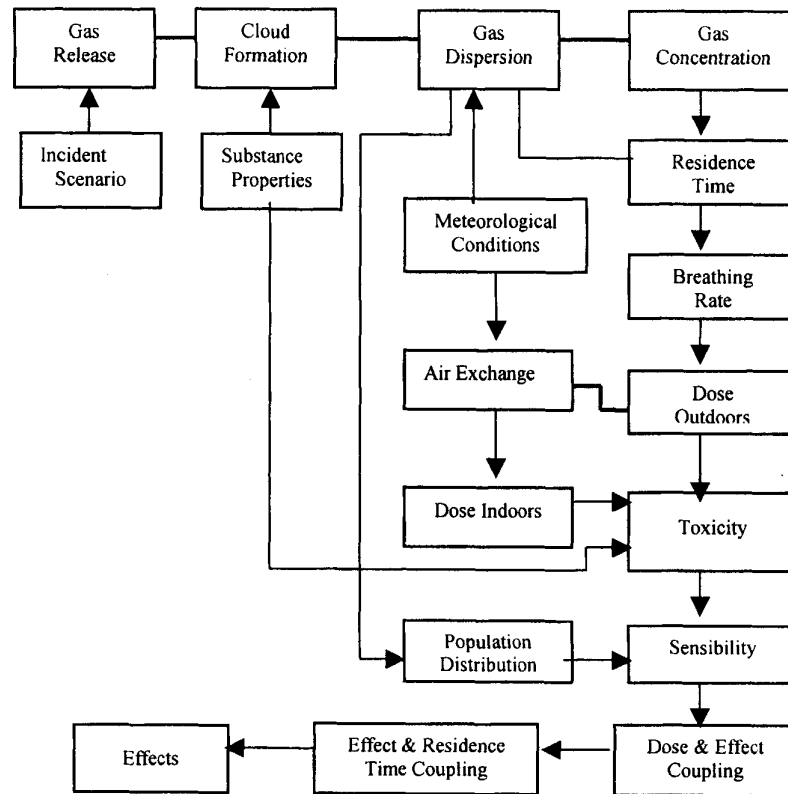 Gas
Release
Cloud
Formation
Gas
Dispersion
Gas
Concentration
Incident
Scenario
Substance
Properties
Residence
Time
Meteorological
Conditions
Breathing
Rate
Air Exchange
Dose
Outdoors
Dose Indoors
Toxicity
Population
Distribution
Sensibility
Effects
Effect & Residence
Time Coupling
Dose & Effect
Coupling